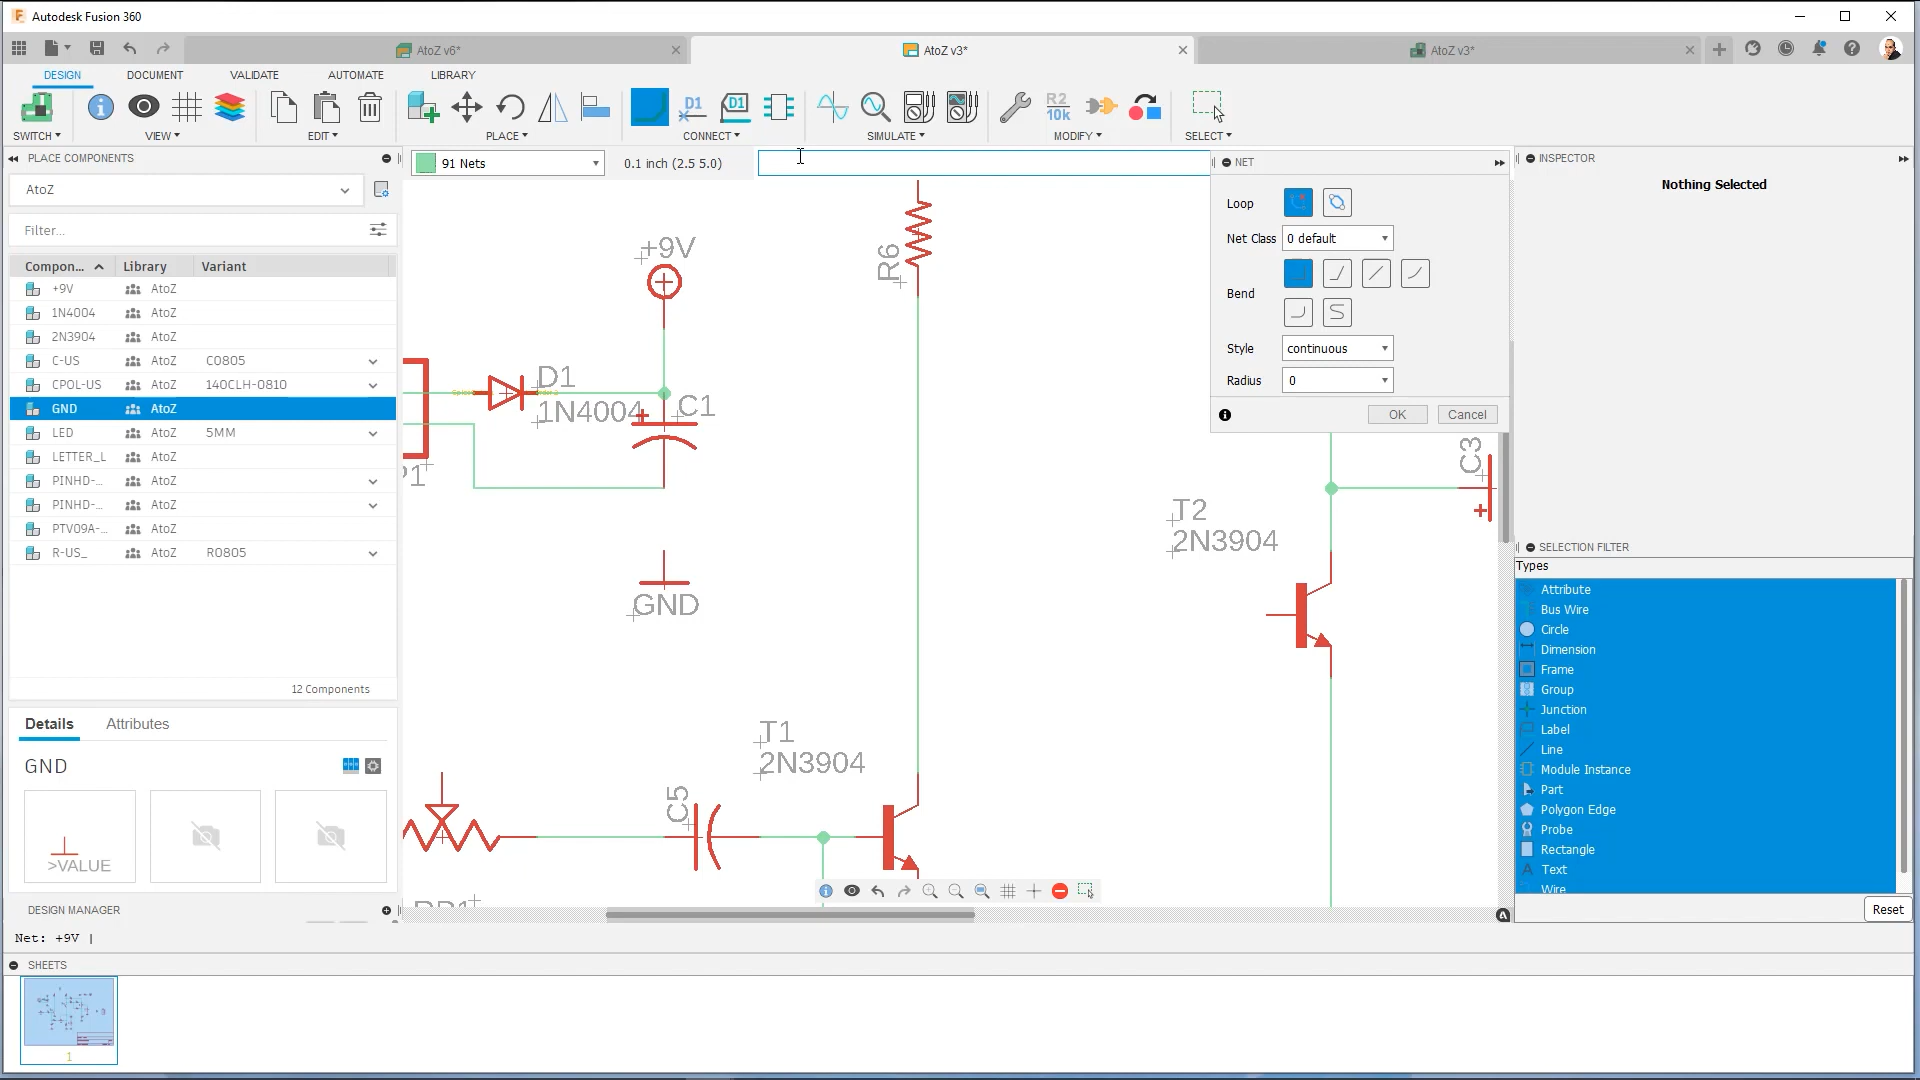 Autodesk Fusion 360
AtoZ v6*
AtoZ v3*
AtoZ v3*
DESIGN
DOCUMENT
VALIDATE
AUTOMATE
LIBRARY
SWITCH
VIEW
EDIT
PLACE
CONNECT
SIMULATE
MODIFY
SELECT
D1
D1
R2
10k
PLACE COMPONENTS
91 Nets
0.1 inch (2.5 5.0)
NET
INSPECTOR
AtoZ
Nothing Selected
Filter...
Compon... Library Variant
+9V AtoZ
1N4004 AtoZ
2N3904 AtoZ
C-US AtoZ C0805
CPOL-US AtoZ 140CLH-0810
GND AtoZ
LED AtoZ 5MM
LETTER_L AtoZ
PINHD-... AtoZ
PINHD-... AtoZ
PTV09A-... AtoZ
R-US_ AtoZ R0805
12 Components
Details Attributes
GND
>VALUE
DESIGN MANAGER
+9V
R6
D1
1N4004
C1
GND
T1
2N3904
C5
T2
2N3904
C3
Loop
Net Class 0 default
Bend
Style continuous
Radius 0
OK Cancel
SELECTION FILTER
Types
Attribute
Bus Wire
Circle
Dimension
Frame
Group
Junction
Label
Line
Module Instance
Part
Polygon Edge
Probe
Rectangle
Text
Wire
Reset
Net: +9V
SHEETS
1